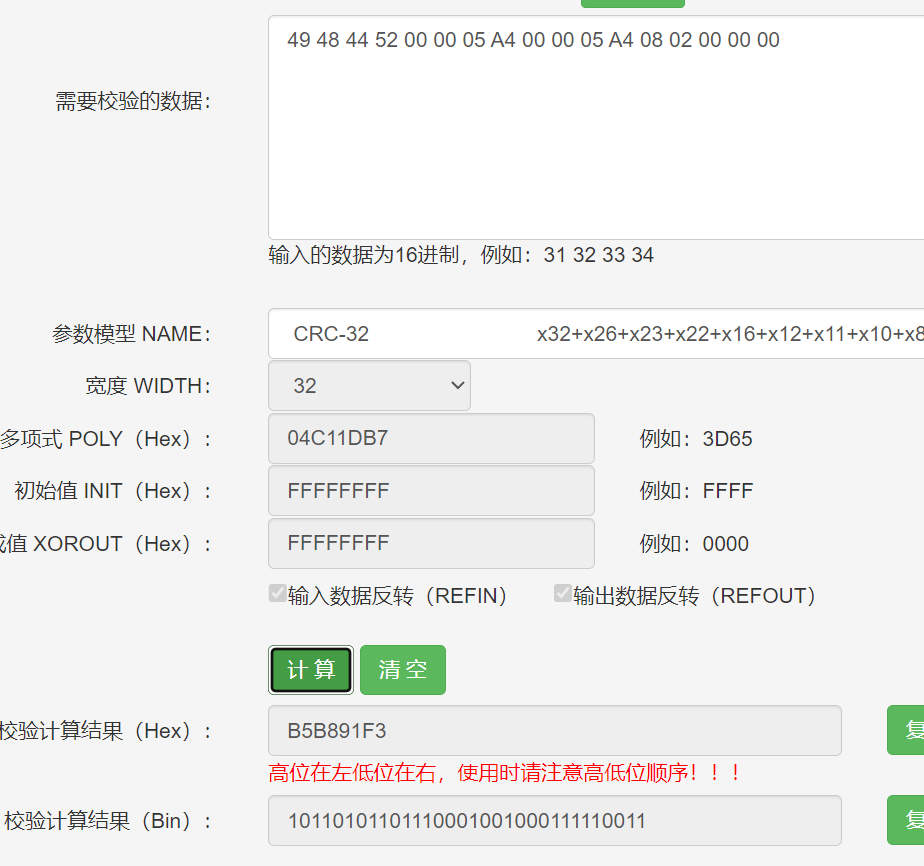 49 48 44 52 00 00 05 A4 00 00 05 A4 08 02 00 00 00
需要校验的数据：
输入的数据为16进制，例如：31 32 33 34
参数模型 NAME： CRC-32 x32+x26+x23+x22+x16+x12+x11+x10+x8
宽度 WIDTH： 32
多项式 POLY（Hex）： 04C11DB7 例如：3D65
初始值 INIT（Hex）： FFFFFFFF 例如：FFFF
值 XOROUT（Hex）： FFFFFFFF 例如：0000
输入数据反转（REFIN） 输出数据反转（REFOUT）
计算 清空
校验计算结果（Hex）： B5B891F3 复
高位在左低位在右，使用时请注意高低位顺序！！！
校验计算结果（Bin）： 10110101101110001001000111110011 复